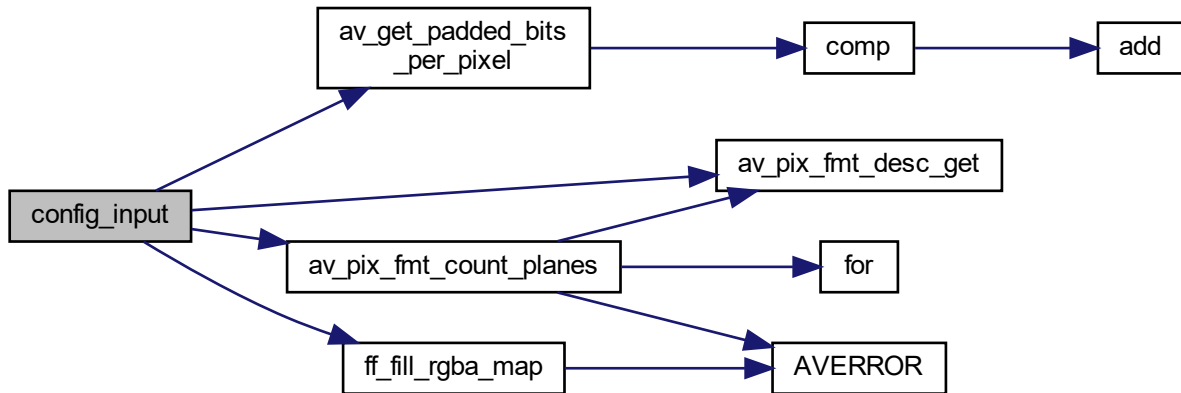 av_get_padded_bits
_per_pixel
comp
add
av_pix_fmt_desc_get
config_input
av_pix_fmt_count_planes
for
ff_fill_rgba_map
AVERROR